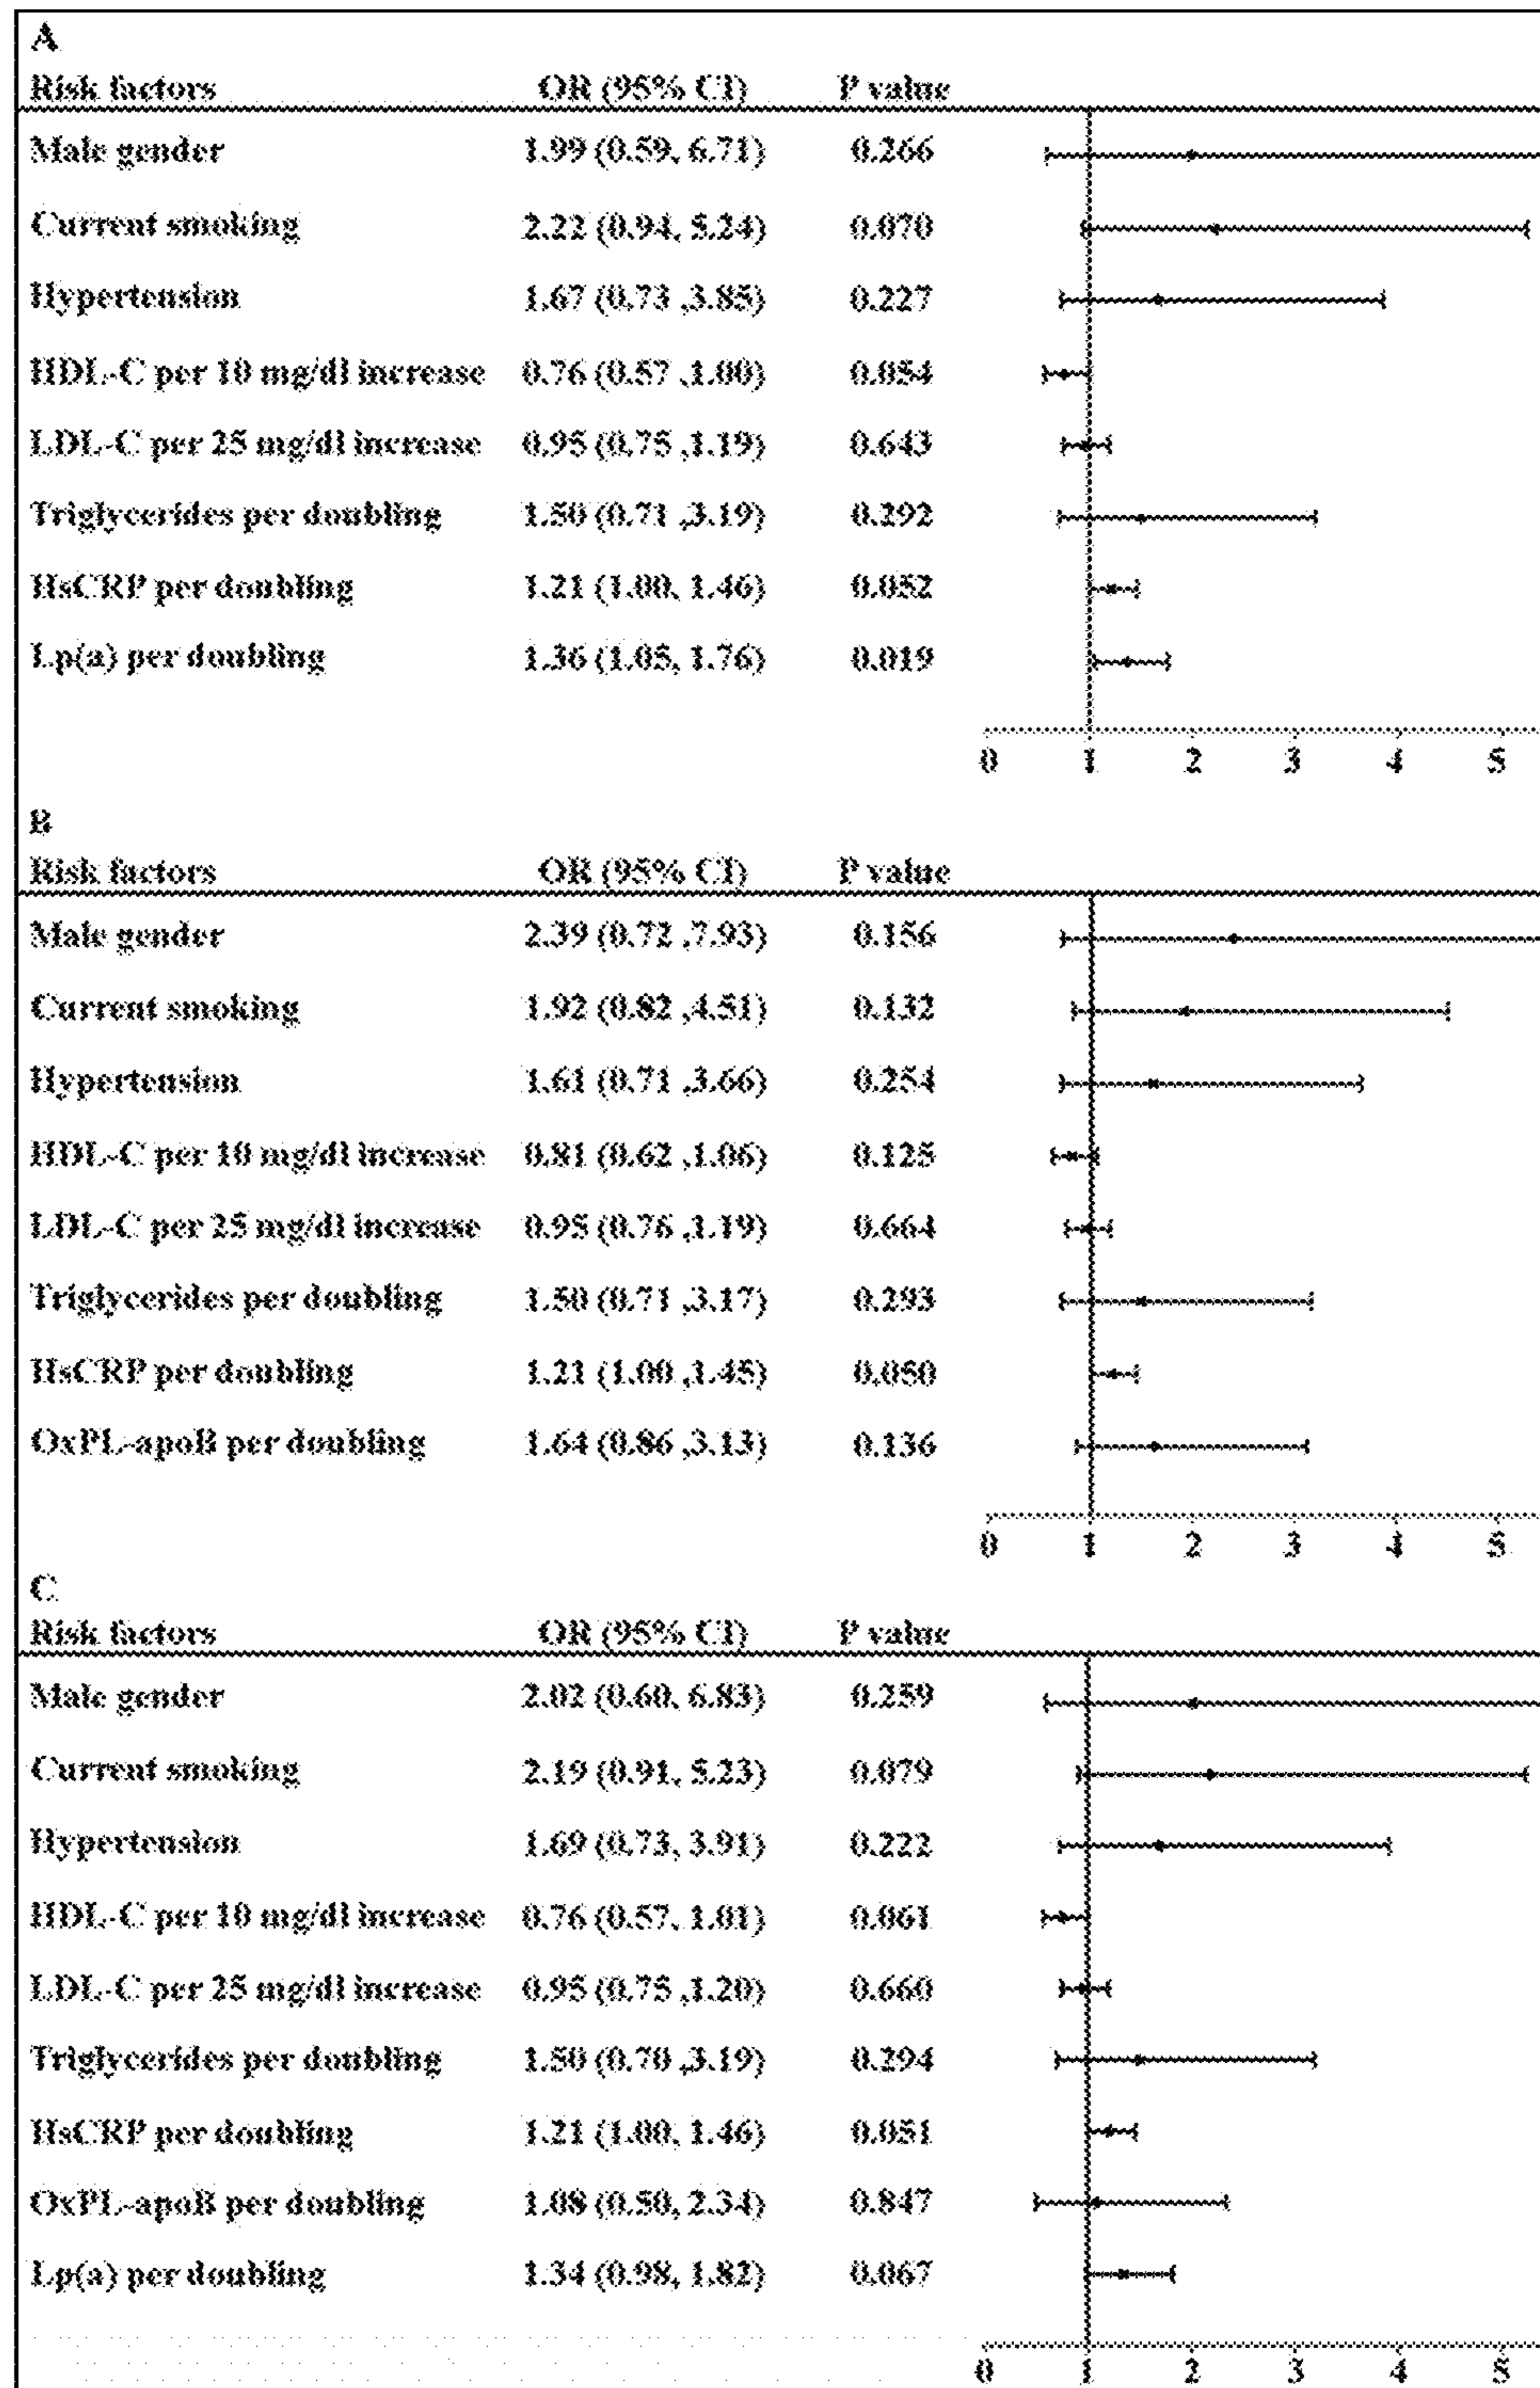 A
Risk factors OR (95% CI) P value
Male gender 1.99 (0.59, 6.71) 0.266
Current smoking 2.22 (0.94, 5.24) 0.070
Hypertension 1.67 (0.73 ,3.85) 0.227
HDL-C per 10 mg/dl increase 0.76 (0.57 ,1.00) 0.054
LDL-C per 25 mg/dl increase 0.95 (0.75 ,1.19) 0.643
Triglycerides per doubling 1.50 (0.71 ,3.19) 0.292
HsCRP per doubling 1.21 (1.00, 1.46) 0.052
Lp(a) per doubling 1.36 (1.05, 1.76) 0.019
0 1 2 3 4 5
B
Risk factors OR (95% CI) P value
Male gender 2.39 (0.72 ,7.93) 0.156
Current smoking 1.92 (0.82 ,4.51) 0.132
Hypertension 1.61 (0.71 ,3.66) 0.254
HDL-C per 10 mg/dl increase 0.81 (0.62 ,1.06) 0.125
LDL-C per 25 mg/dl increase 0.95 (0.76 ,1.19) 0.664
Triglycerides per doubling 1.50 (0.71 ,3.17) 0.293
HsCRP per doubling 1.21 (1.00 ,1.45) 0.050
OxPL-apoB per doubling 1.64 (0.86 ,3.13) 0.136
0 1 2 3 4 5
C
Risk factors OR (95% CI) P value
Male gender 2.02 (0.60, 6.83) 0.259
Current smoking 2.19 (0.91, 5.23) 0.079
Hypertension 1.69 (0.73, 3.91) 0.222
HDL-C per 10 mg/dl increase 0.76 (0.57, 1.01) 0.061
LDL-C per 25 mg/dl increase 0.95 (0.75 ,1.20) 0.660
Triglycerides per doubling 1.50 (0.70 ,3.19) 0.294
HsCRP per doubling 1.21 (1.00, 1.46) 0.051
OxPL-apoB per doubling 1.08 (0.50, 2.34) 0.847
Lp(a) per doubling 1.34 (0.98, 1.82) 0.067
0 1 2 3 4 5